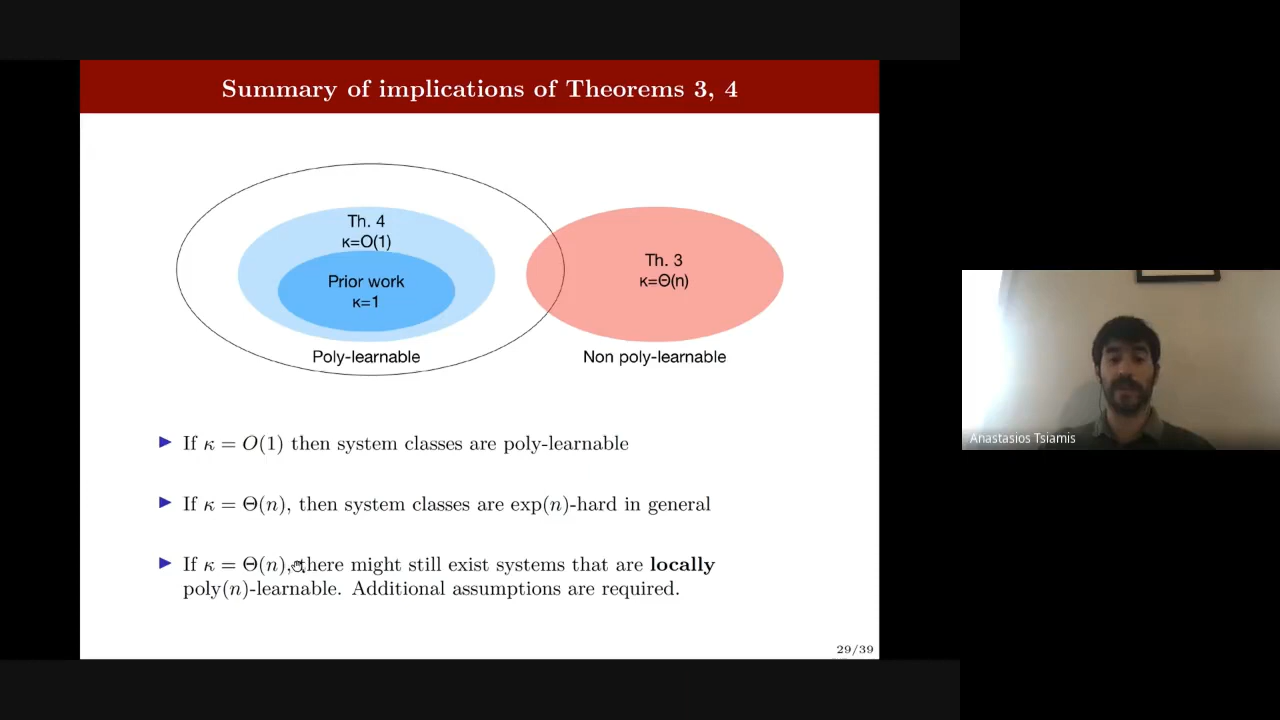 Summary of implications of Theorems 3, 4
Th. 4
κ=O(1)
Prior work
κ=1
Th. 3
κ=Θ(n)
Poly-learnable
Non poly-learnable
If κ = O(1) then system classes are poly-learnable
If κ = Θ(n), then system classes are exp(n)-hard in general
If κ = Θ(n), there might still exist systems that are locally
poly(n)-learnable. Additional assumptions are required.
29/39
Anastasios Tsiamis